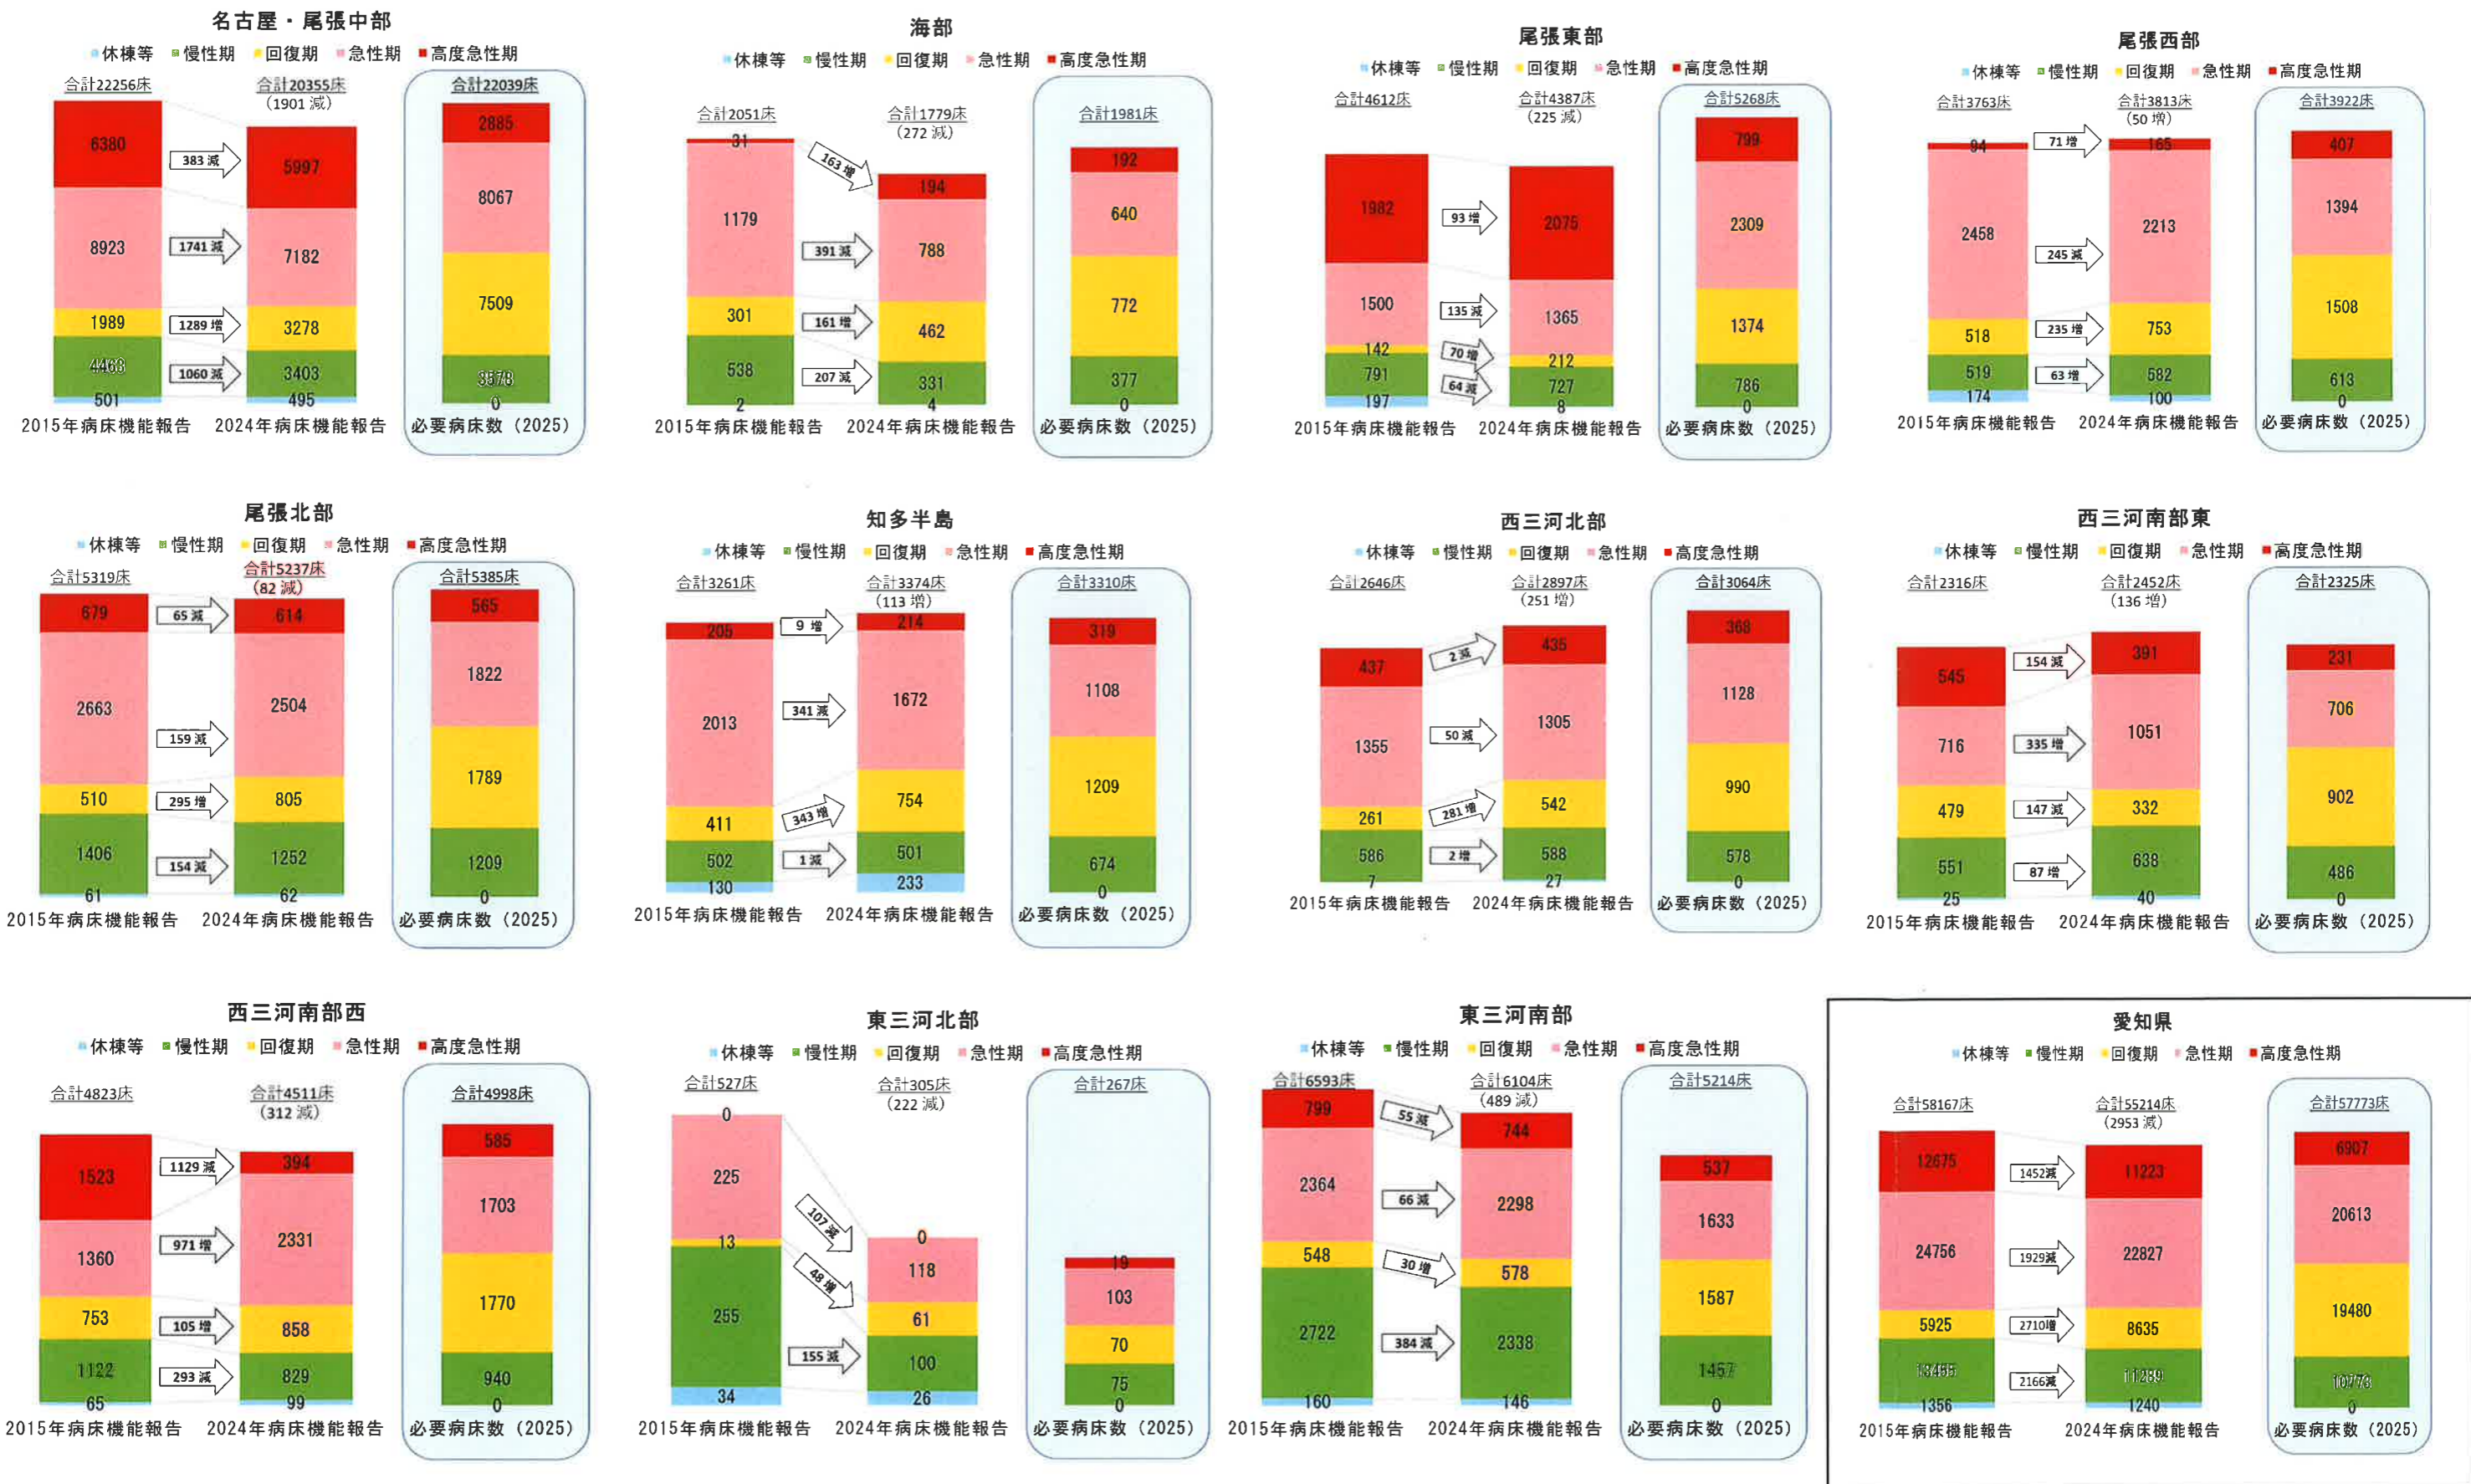 名古屋・尾張中部
休棟等 慢性期 回復期 急性期 高度急性期
合計22256床 合計20355床 合計22039床
(1901 減)
6380 383 減 5997 2885
8923 1741 減 7182 8067
1989 1289 増 3278 7509
4463 1060 減 3403 3578
501 495 0
2015年病床機能報告 2024年病床機能報告 必要病床数（2025）
海部
休棟等 慢性期 回復期 急性期 高度急性期
合計2051床 合計1779床 合計1981床
(272 減)
31 163 増 194 192
1179 391 減 788 640
301 161 増 462 772
538 207 減 331 377
2 4 0
2015年病床機能報告 2024年病床機能報告 必要病床数（2025）
尾張東部
休棟等 慢性期 回復期 急性期 高度急性期
合計4612床 合計4387床 合計5268床
(225 減)
1982 93 増 2075 799
1500 135 減 1365 2309
142 70 増 212 1374
791 64 減 727 786
197 8 0
2015年病床機能報告 2024年病床機能報告 必要病床数（2025）
尾張西部
休棟等 慢性期 回復期 急性期 高度急性期
合計3763床 合計3813床 合計3922床
(50 増)
94 71 増 165 407
2458 245 減 2213 1394
518 235 増 753 1508
519 63 増 582 613
174 100 0
2015年病床機能報告 2024年病床機能報告 必要病床数（2025）
尾張北部
休棟等 慢性期 回復期 急性期 高度急性期
合計5319床 合計5237床 合計5385床
(82 減)
679 65 減 614 565
2663 159 減 2504 1822
510 295 増 805 1789
1406 154 減 1252 1209
61 62 0
2015年病床機能報告 2024年病床機能報告 必要病床数（2025）
知多半島
休棟等 慢性期 回復期 急性期 高度急性期
合計3261床 合計3374床 合計3310床
(113 増)
205 9 増 214 319
2013 341 減 1672 1108
411 343 増 754 1209
502 1 減 501 674
130 233 0
2015年病床機能報告 2024年病床機能報告 必要病床数（2025）
西三河北部
休棟等 慢性期 回復期 急性期 高度急性期
合計2646床 合計2897床 合計3064床
(251 増)
437 2 減 435 368
1355 50 減 1305 1128
261 281 増 542 990
586 2 増 588 578
7 27 0
2015年病床機能報告 2024年病床機能報告 必要病床数（2025）
西三河南部東
休棟等 慢性期 回復期 急性期 高度急性期
合計2316床 合計2452床 合計2325床
(136 増)
545 154 減 391 231
716 335 増 1051 706
479 147 減 332 902
551 87 増 638 486
25 40 0
2015年病床機能報告 2024年病床機能報告 必要病床数（2025）
西三河南部西
休棟等 慢性期 回復期 急性期 高度急性期
合計4823床 合計4511床 合計4998床
(312 減)
1523 1129 減 394 585
1360 971 増 2331 1703
753 105 増 858 1770
1122 293 減 829 940
65 99 0
2015年病床機能報告 2024年病床機能報告 必要病床数（2025）
東三河北部
休棟等 慢性期 回復期 急性期 高度急性期
合計527床 合計305床 合計267床
(222 減)
0 0 19
225 107 減 118 103
13 48 増 61 70
255 155 減 100 75
34 26 0
2015年病床機能報告 2024年病床機能報告 必要病床数（2025）
東三河南部
休棟等 慢性期 回復期 急性期 高度急性期
合計6593床 合計6104床 合計5214床
(489 減)
799 55 減 744 537
2364 66 減 2298 1633
548 30 増 578 1587
2722 384 減 2338 1457
160 146 0
2015年病床機能報告 2024年病床機能報告 必要病床数（2025）
愛知県
休棟等 慢性期 回復期 急性期 高度急性期
合計58167床 合計55214床 合計57773床
(2953 減)
12675 1452減 11223 6907
24756 1929減 22827 20613
5925 2710増 8635 19480
13455 2166減 11289 10773
1356 1240 0
2015年病床機能報告 2024年病床機能報告 必要病床数（2025）